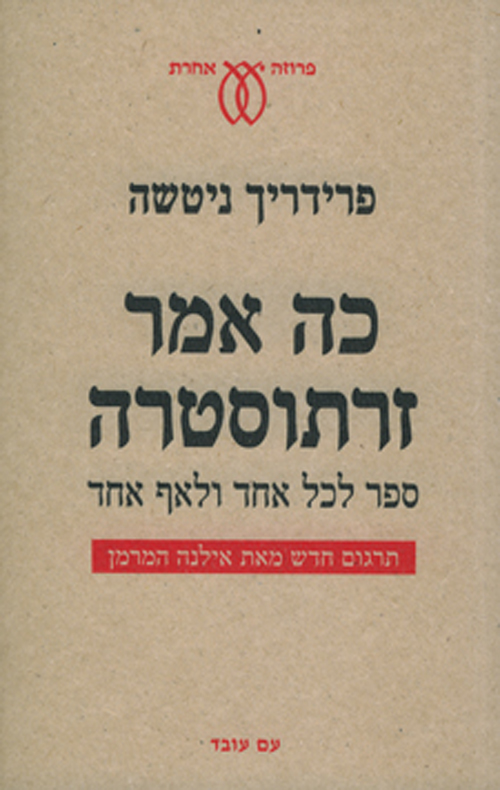 פרוזה אחרת
פרידריך ניטשה
כה אמר
זרתוסטרה
ספר לכל אחד ולאף אחד
תרגום חדש מאת אילנה המרמן
עם עובד